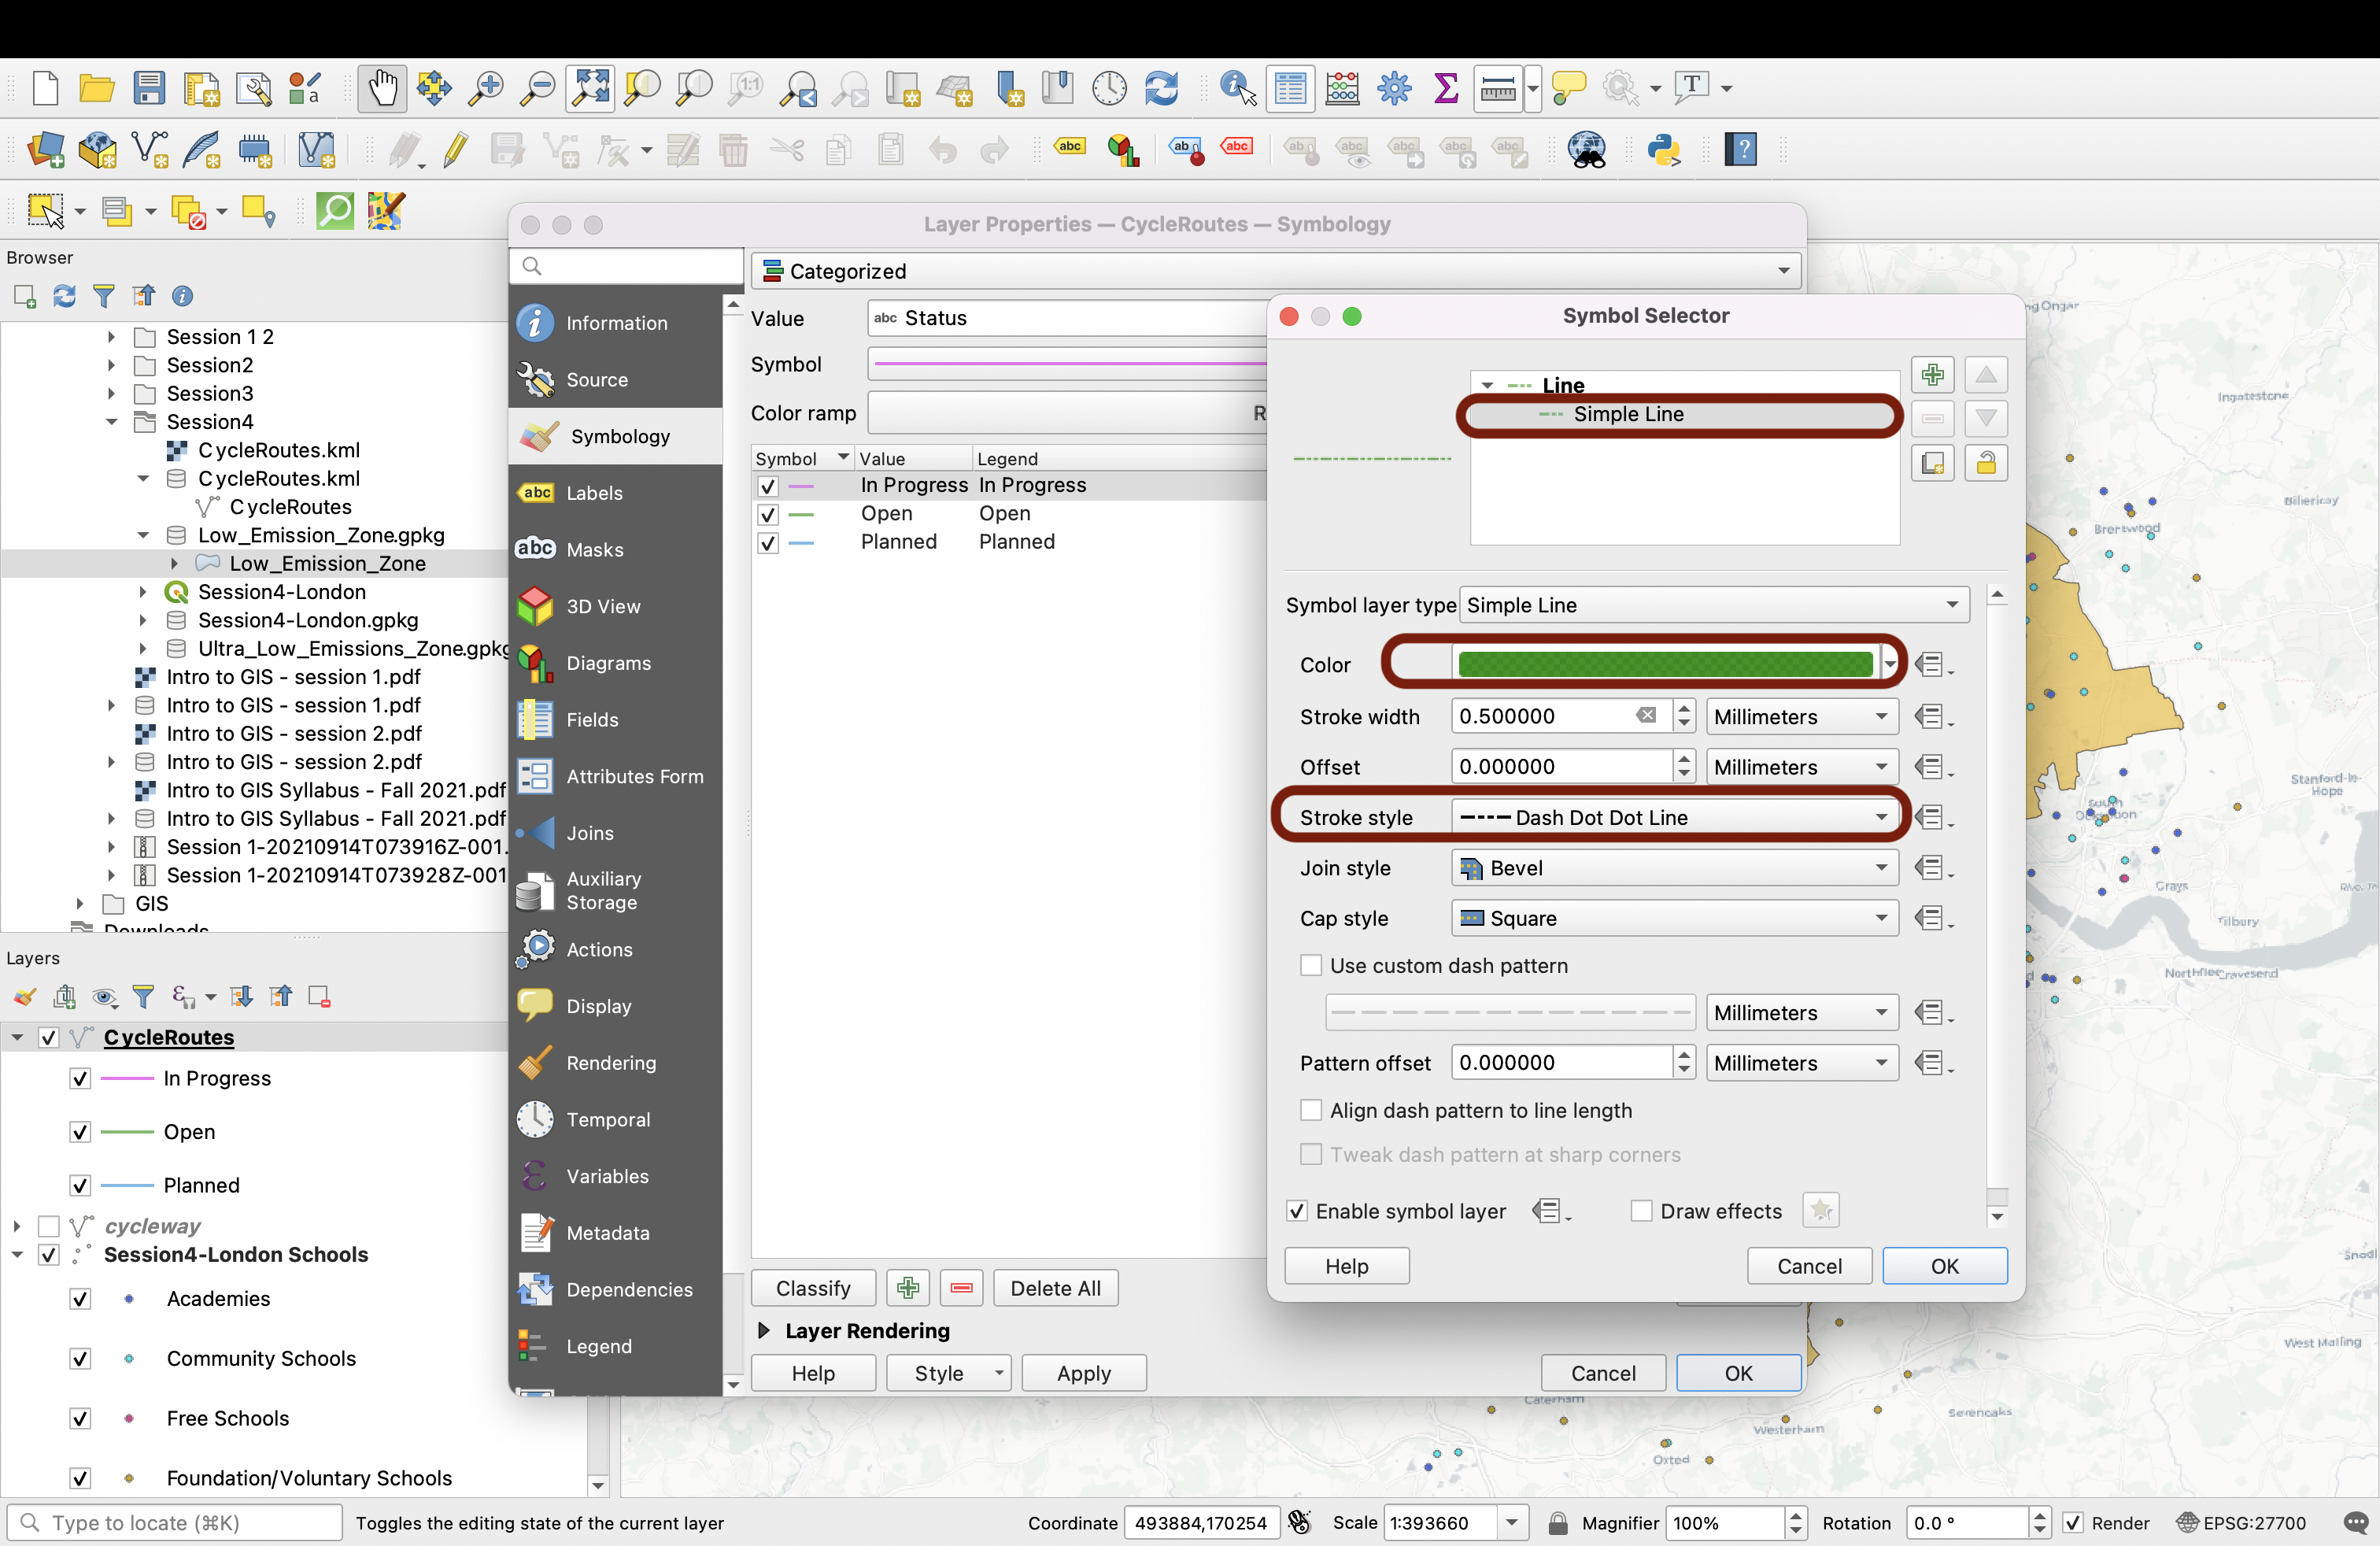 Browser
Session 1 2
Session2
Session3
Session4
CycleRoutes.kml
CycleRoutes.kml
CycleRoutes
Low_Emission_Zone.gpkg
Low_Emission_Zone
Session4-London
Session4-London.gpkg
Ultra_Low_Emissions_Zone.gpkg
Intro to GIS - session 1.pdf
Intro to GIS - session 1.pdf
Intro to GIS - session 2.pdf
Intro to GIS - session 2.pdf
Intro to GIS Syllabus - Fall 2021.pdf
Intro to GIS Syllabus - Fall 2021.pdf
Session 1-20210914T073916Z-001.
Session 1-20210914T073928Z-001
GIS
Downloads
Layers
CycleRoutes
In Progress
Open
Planned
cycleway
Session4-London Schools
Academies
Community Schools
Free Schools
Foundation/Voluntary Schools
Layer Properties — CycleRoutes — Symbology
Information
Source
Symbology
abc Labels
abc Masks
3D View
Diagrams
Fields
Attributes Form
Joins
Auxiliary
Storage
Actions
Display
Rendering
Temporal
Variables
Metadata
Dependencies
Legend
Categorized
Value abc Status
Symbol
Color ramp R
Symbol Value Legend
In Progress In Progress
Open Open
Planned Planned
Classify Delete All
Layer Rendering
Help Style Apply Cancel OK
Symbol Selector
Line
Simple Line
Symbol layer type Simple Line
Color
Stroke width 0.500000 Millimeters
Offset 0.000000 Millimeters
Stroke style Dash Dot Dot Line
Join style Bevel
Cap style Square
Use custom dash pattern
Millimeters
Pattern offset 0.000000 Millimeters
Align dash pattern to line length
Tweak dash pattern at sharp corners
Enable symbol layer Draw effects
Help Cancel OK
ng Ongar
Ingatestone
Billericay
Brentwood
Stanford-le-
Hope
South
Grays
Tilbury
Northfleet
Gravesend
West Malling
Caterham
Sevenoaks
Westerham
Oxted
Type to locate (⌘K) Toggles the editing state of the current layer Coordinate 493884,170254 Scale 1:393660 Magnifier 100% Rotation 0.0 ° Render EPSG:27700